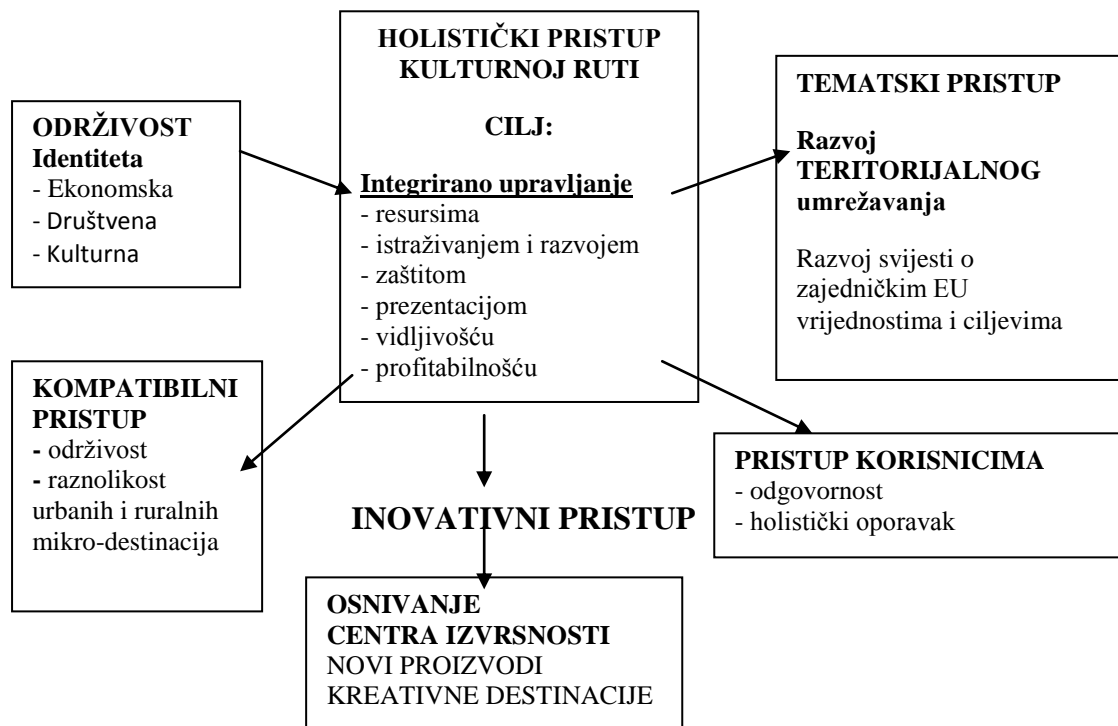 HOLISTIČKI PRISTUP
KULTURNOJ RUTI
CILJ:
Integrirano upravljanje
- resursima
- istraživanjem i razvojem
- zaštitom
- prezentacijom
- vidljivošću
- profitabilnošću
ODRŽIVOST
Identiteta
- Ekonomska
- Društvena
- Kulturna
TEMATSKI PRISTUP
Razvoj
TERITORIJALNOG
umrežavanja
Razvoj svijesti o
zajedničkim EU
vrijednostima i ciljevima
KOMPATIBILNI
PRISTUP
- održivost
- raznolikost
urbanih i ruralnih
mikro-destinacija
PRISTUP KORISNICIMA
- odgovornost
- holistički oporavak
INOVATIVNI PRISTUP
OSNIVANJE
CENTRA IZVRSNOSTI
NOVI PROIZVODI
KREATIVNE DESTINACIJE